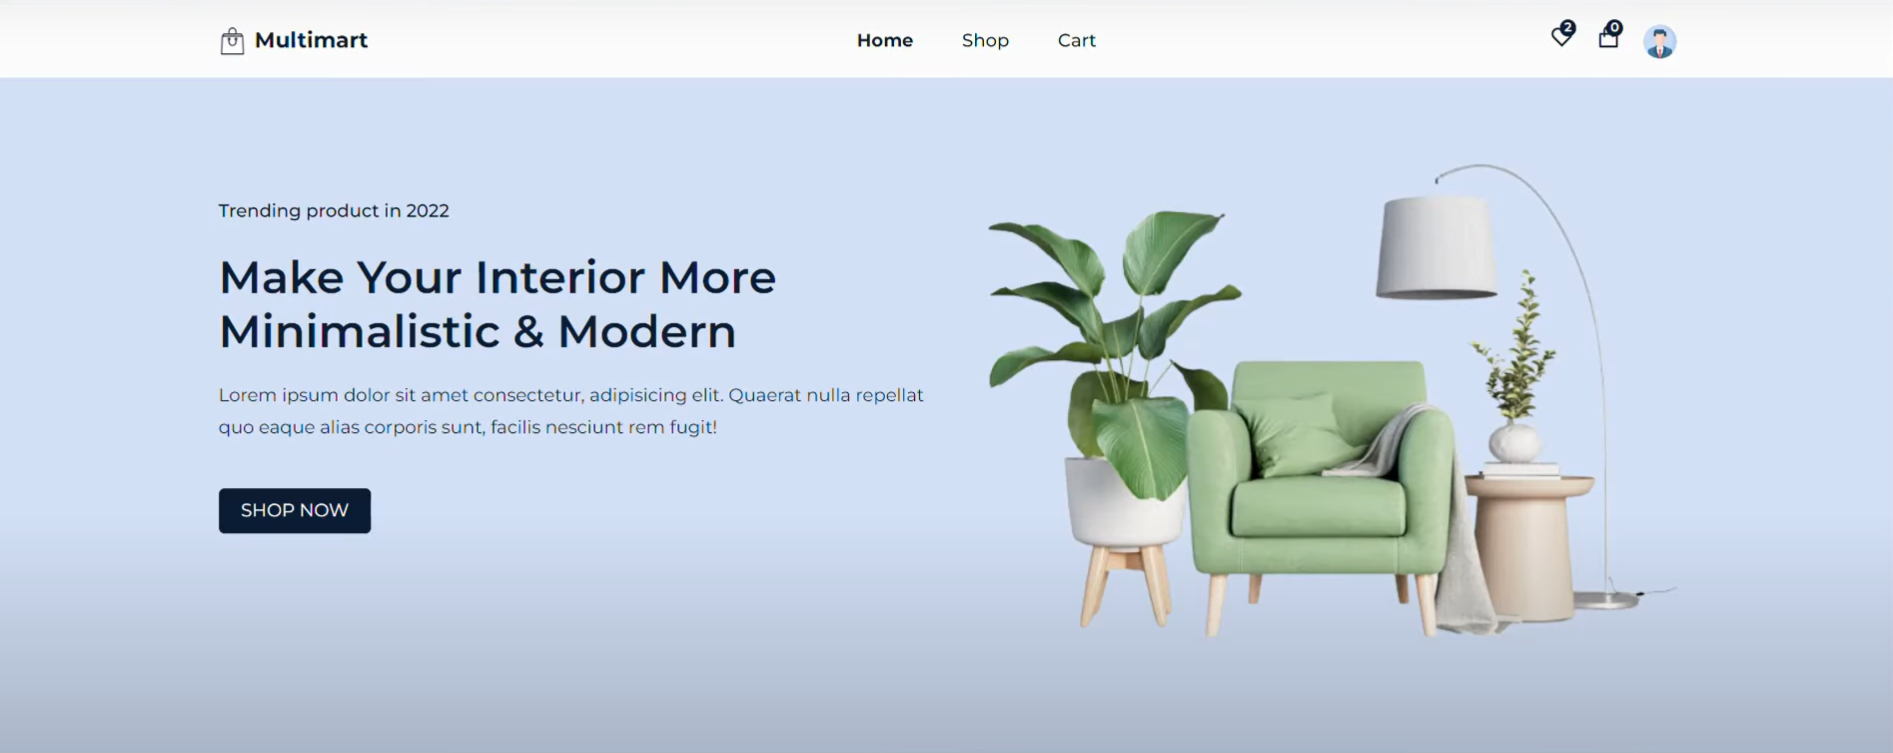 Multimart
Home Shop Cart
2 0
Trending product in 2022
Make Your Interior More
Minimalistic & Modern
Lorem ipsum dolor sit amet consectetur, adipisicing elit. Quaerat nulla repellat
quo eaque alias corporis sunt, facilis nesciunt rem fugit!
SHOP NOW